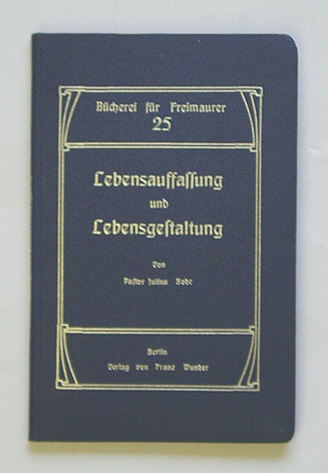 Bücherei für Freimaurer
25
Lebensauffaſſung
und
Lebensgeſtaltung
Von
Paſtor Julius Bode
Berlin
Verlag von Franz Wunder